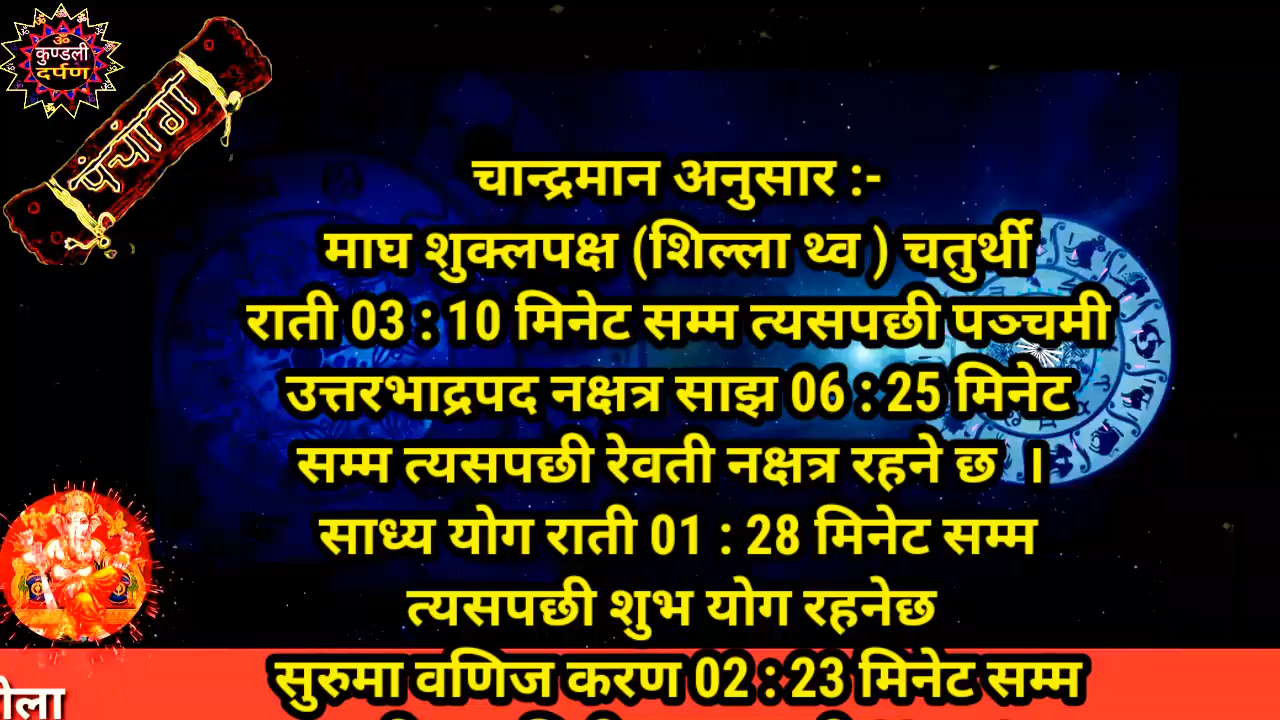 ॐ
कुण्डली
दर्पण
पंचांग
चान्द्रमान अनुसार :-
माघ शुक्लपक्ष (शिल्ला थ्व ) चतुर्थी
राती 03 : 10 मिनेट सम्म त्यसपछी पञ्चमी
उत्तरभाद्रपद नक्षत्र साझ 06 : 25 मिनेट
सम्म त्यसपछी रेवती नक्षत्र रहने छ ।
साध्य योग राती 01 : 28 मिनेट सम्म
त्यसपछी शुभ योग रहनेछ
सुरुमा वणिज करण 02 : 23 मिनेट सम्म